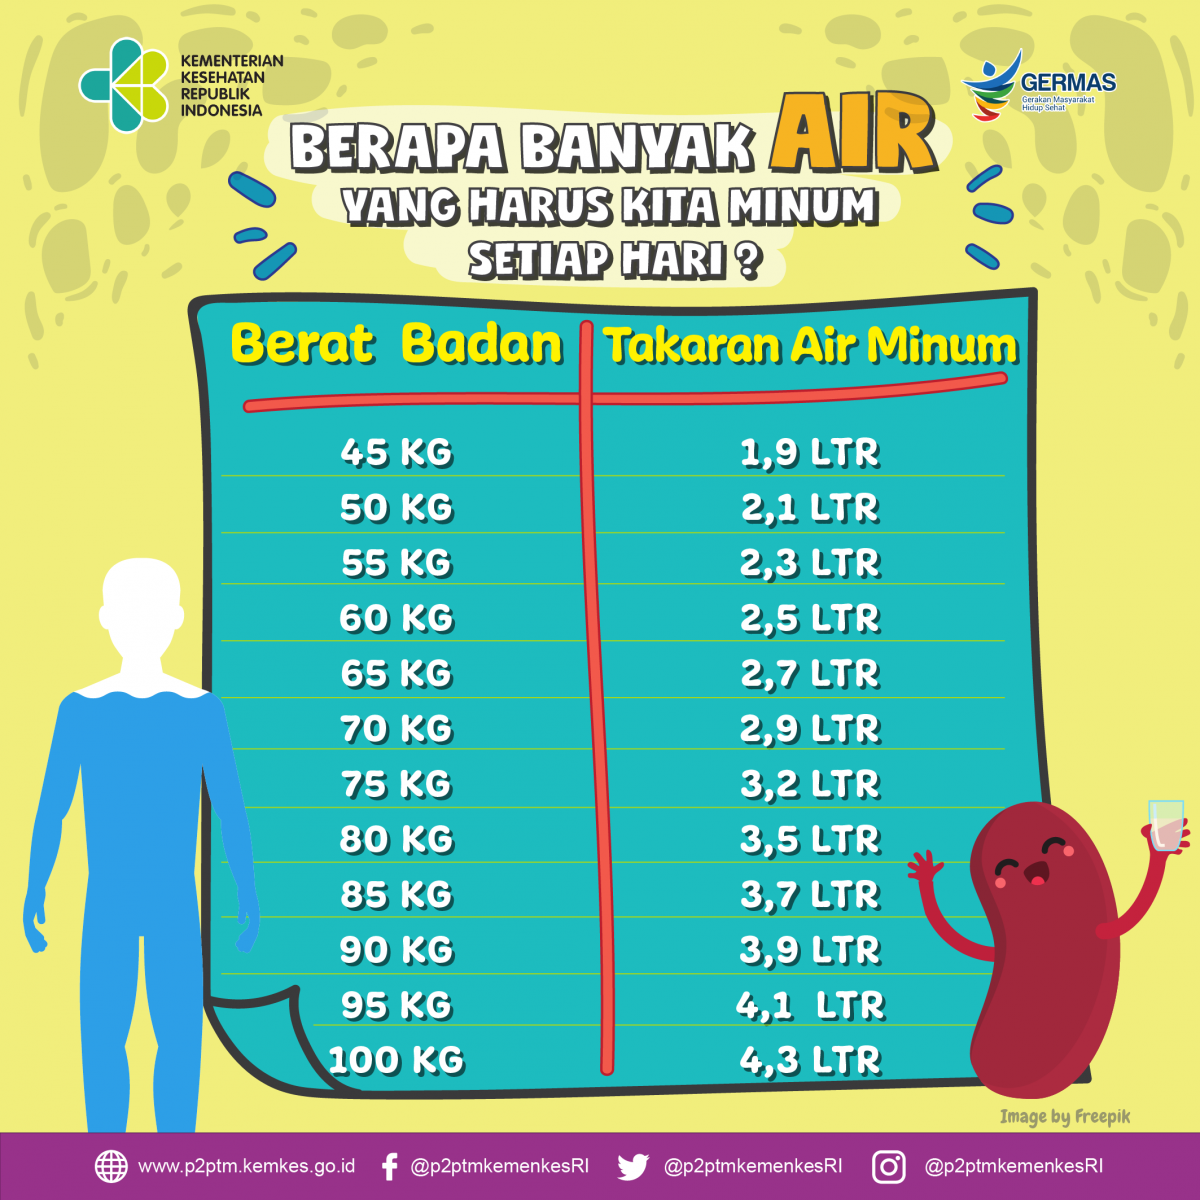 KEMENTERIAN
KESEHATAN
REPUBLIK
INDONESIA
GERMAS
Gerakan Masyarakat
Hidup Sehat
BERAPA BANYAK AIR
YANG HARUS KITA MINUM
SETIAP HARI ?
Berat Badan Takaran Air Minum
45 KG 1,9 LTR
50 KG 2,1 LTR
55 KG 2,3 LTR
60 KG 2,5 LTR
65 KG 2,7 LTR
70 KG 2,9 LTR
75 KG 3,2 LTR
80 KG 3,5 LTR
85 KG 3,7 LTR
90 KG 3,9 LTR
95 KG 4,1 LTR
100 KG 4,3 LTR
Image by Freepik
www.p2ptm.kemkes.go.id @p2ptmkemenkesRI @p2ptmkemenkesRI @p2ptmkemenkesRI